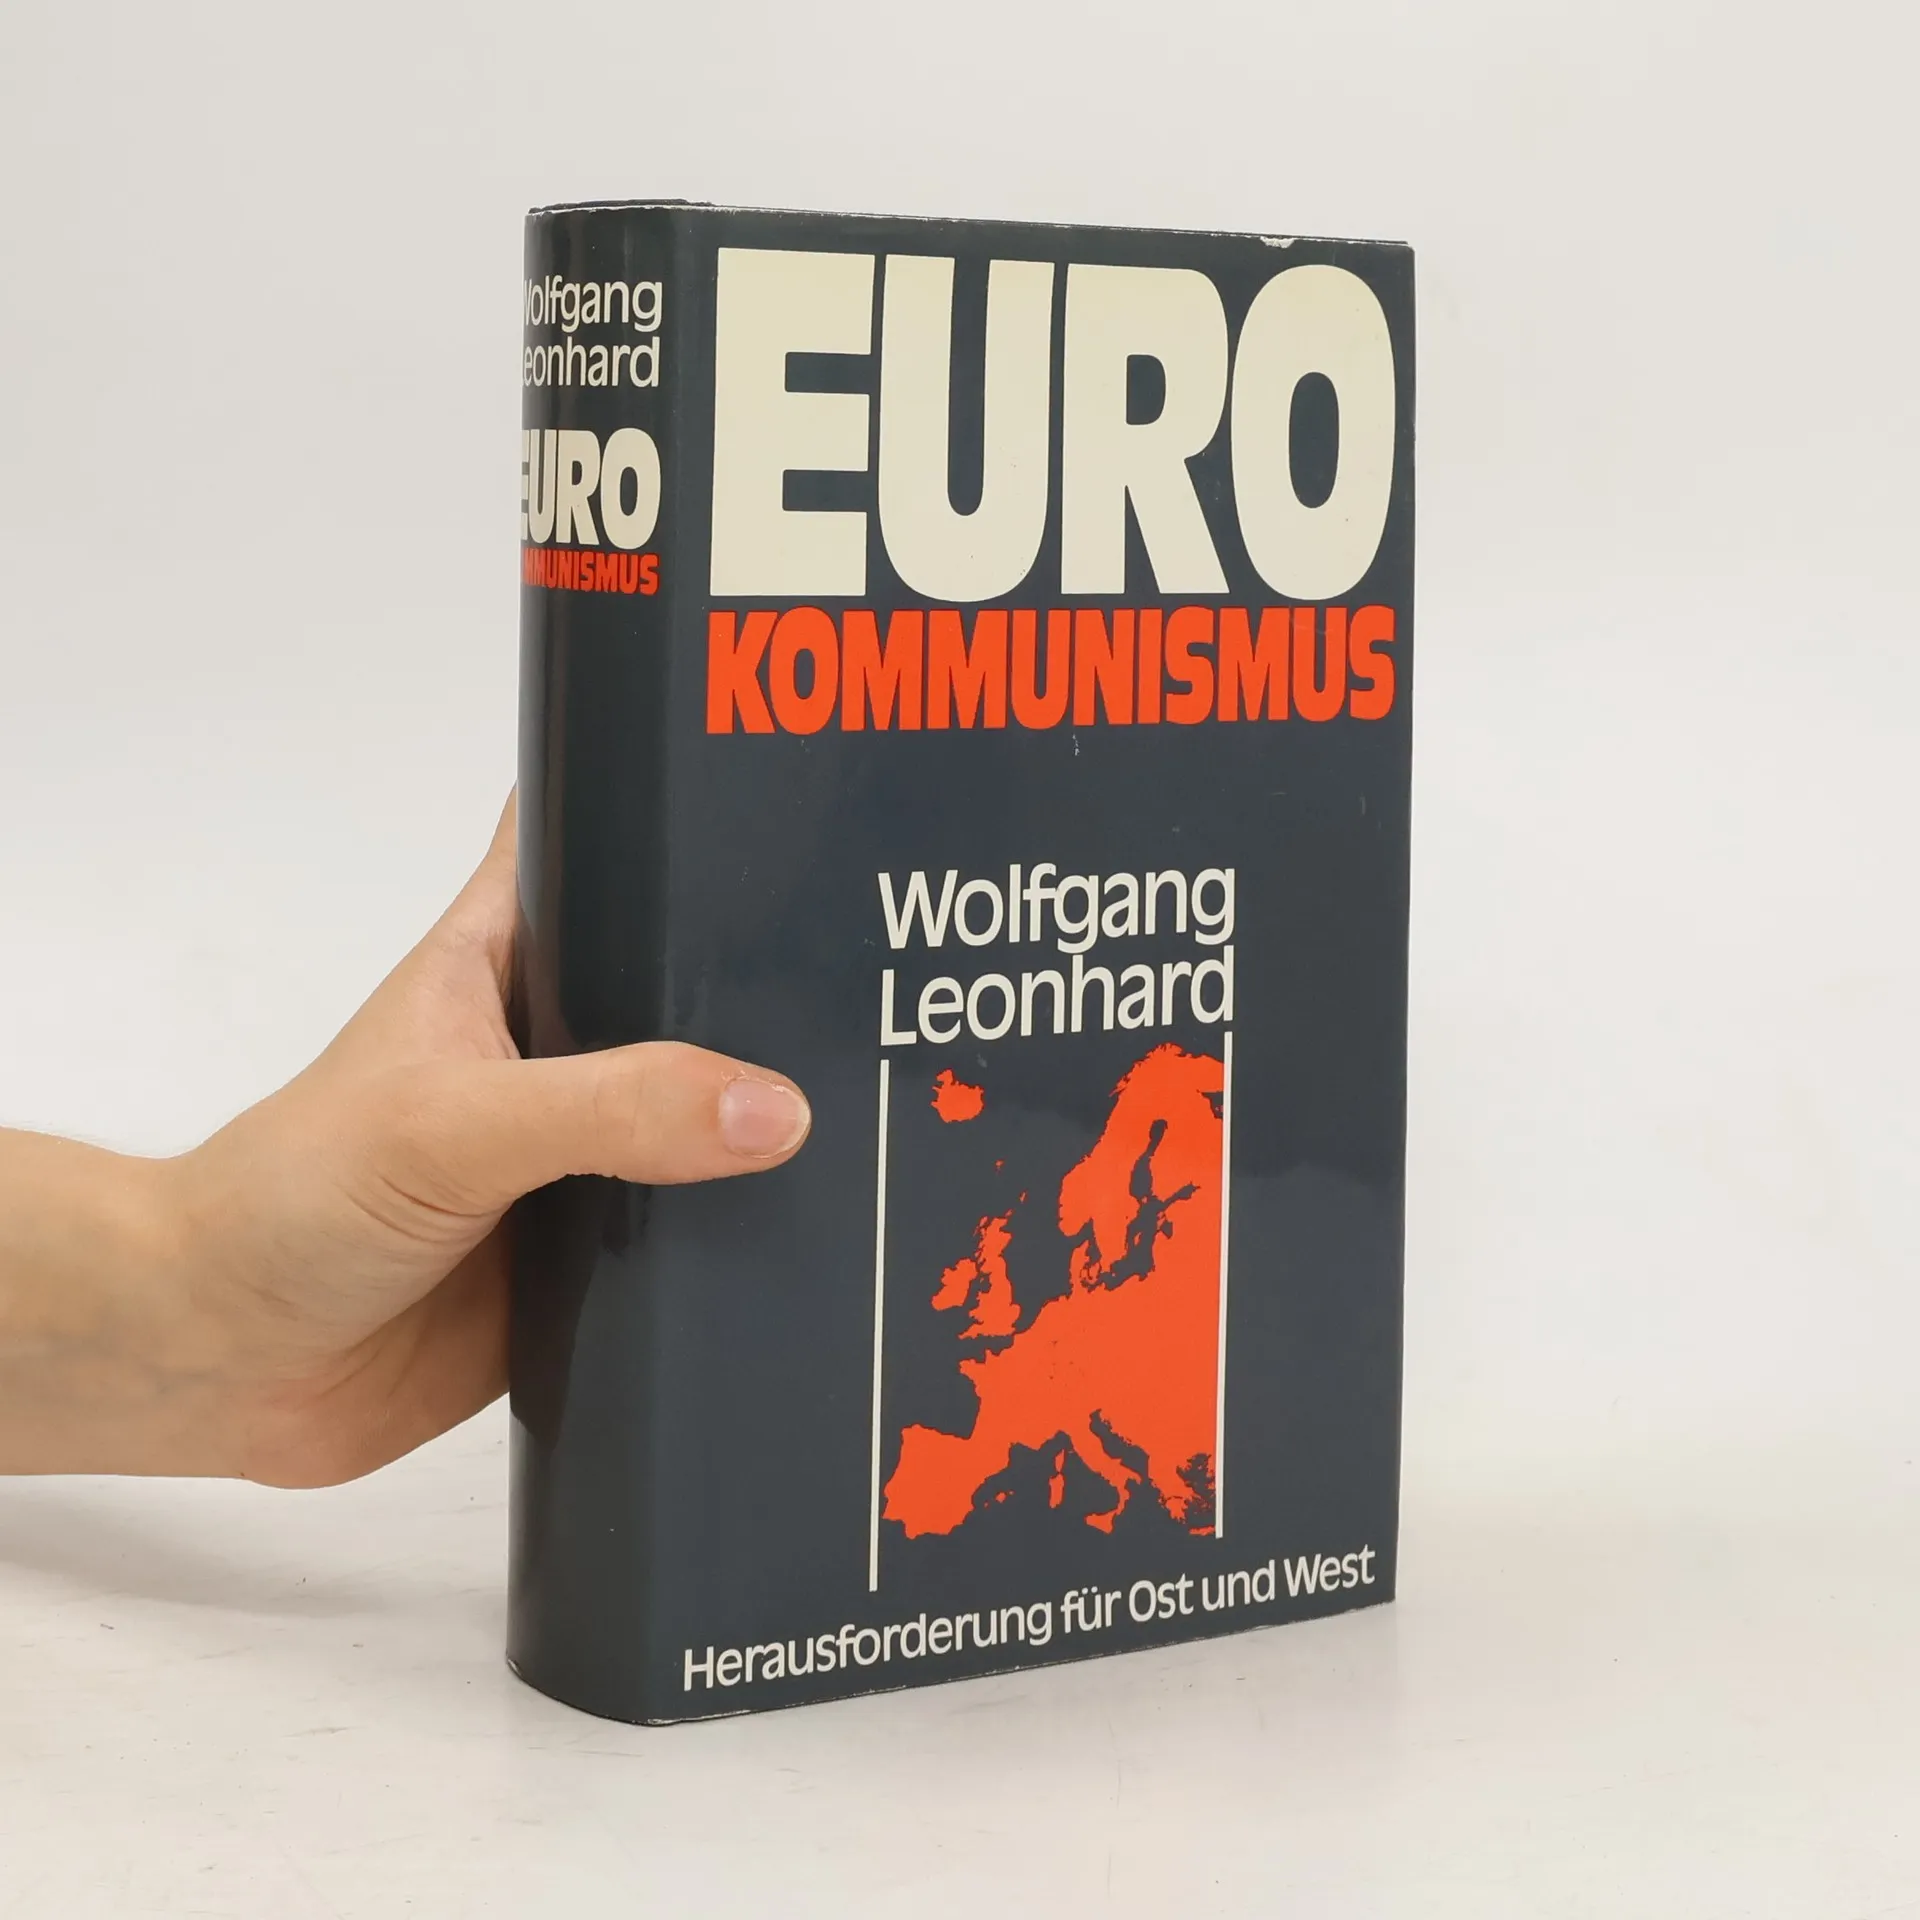 Wolfgang
Leonhard
EURO
KOMMUNISMUS
EURO
KOMMUNISMUS
Wolfgang
Leonhard
Herausforderung für Ost und West